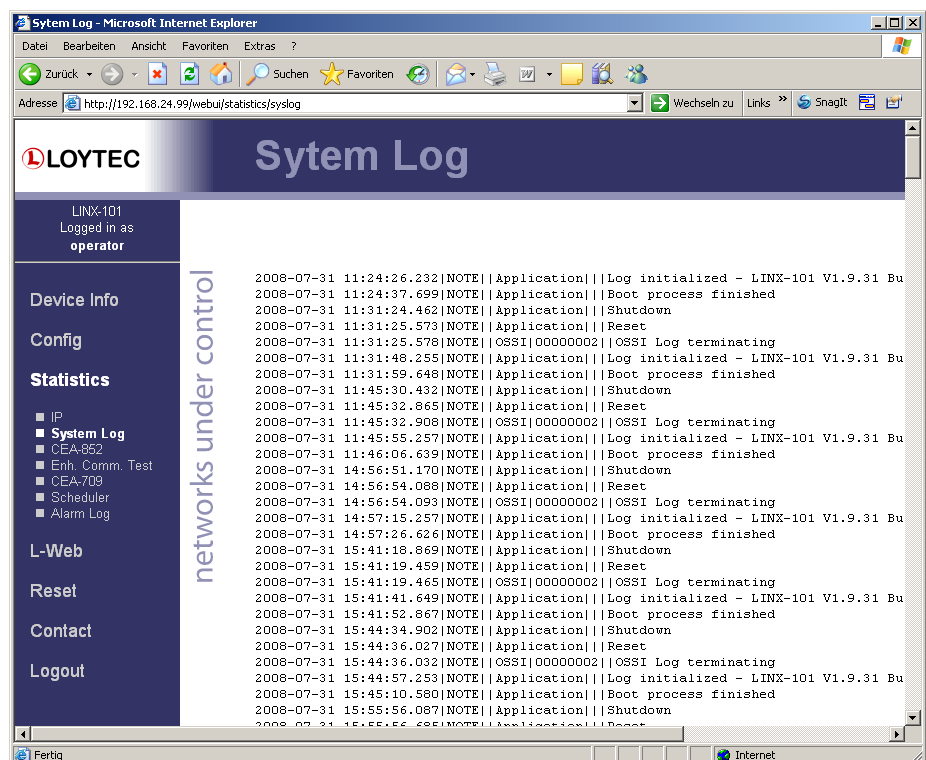 Sytem Log - Microsoft Internet Explorer
Datei Bearbeiten Ansicht Favoriten Extras ?
Zurück Suchen Favoriten
Adresse http://192.168.24.99/webui/statistics/syslog Wechseln zu Links » SnagIt
LOYTEC
Sytem Log
LINX-101
Logged in as
operator
Device Info
Config
Statistics
IP
System Log
CEA-852
Enh. Comm. Test
CEA-709
Scheduler
Alarm Log
L-Web
Reset
Contact
Logout
networks under control
2008-07-31 11:24:26.232|NOTE||Application|||Log initialized - LINX-101 V1.9.31 Bu
2008-07-31 11:24:37.699|NOTE||Application|||Boot process finished
2008-07-31 11:31:24.462|NOTE||Application|||Shutdown
2008-07-31 11:31:25.573|NOTE||Application|||Reset
2008-07-31 11:31:25.578|NOTE||OSSI|00000002||OSSI Log terminating
2008-07-31 11:31:48.255|NOTE||Application|||Log initialized - LINX-101 V1.9.31 Bu
2008-07-31 11:31:59.648|NOTE||Application|||Boot process finished
2008-07-31 11:45:30.432|NOTE||Application|||Shutdown
2008-07-31 11:45:32.865|NOTE||Application|||Reset
2008-07-31 11:45:32.908|NOTE||OSSI|00000002||OSSI Log terminating
2008-07-31 11:45:55.257|NOTE||Application|||Log initialized - LINX-101 V1.9.31 Bu
2008-07-31 11:46:06.639|NOTE||Application|||Boot process finished
2008-07-31 14:56:51.170|NOTE||Application|||Shutdown
2008-07-31 14:56:54.088|NOTE||Application|||Reset
2008-07-31 14:56:54.093|NOTE||OSSI|00000002||OSSI Log terminating
2008-07-31 14:57:15.257|NOTE||Application|||Log initialized - LINX-101 V1.9.31 Bu
2008-07-31 14:57:26.626|NOTE||Application|||Boot process finished
2008-07-31 15:41:18.869|NOTE||Application|||Shutdown
2008-07-31 15:41:19.459|NOTE||Application|||Reset
2008-07-31 15:41:19.465|NOTE||OSSI|00000002||OSSI Log terminating
2008-07-31 15:41:41.649|NOTE||Application|||Log initialized - LINX-101 V1.9.31 Bu
2008-07-31 15:41:52.867|NOTE||Application|||Boot process finished
2008-07-31 15:44:34.902|NOTE||Application|||Shutdown
2008-07-31 15:44:36.027|NOTE||Application|||Reset
2008-07-31 15:44:36.032|NOTE||OSSI|00000002||OSSI Log terminating
2008-07-31 15:44:57.253|NOTE||Application|||Log initialized - LINX-101 V1.9.31 Bu
2008-07-31 15:45:10.580|NOTE||Application|||Boot process finished
2008-07-31 15:55:56.087|NOTE||Application|||Shutdown
2008-07-31 15:55:56.685|NOTE||Application|||Reset
Fertig Internet